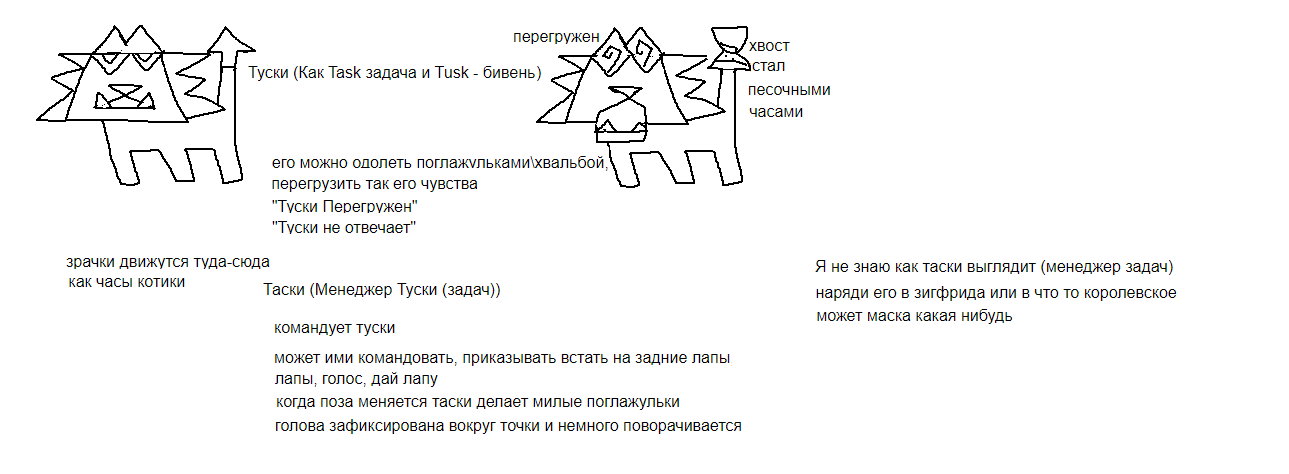 перегружен
хвост
стал
песочными
часами
Туски (Как Task задача и Tusk - бивень)
его можно одолеть поглажульками\хвальбой,
перегрузить так его чувства
"Туски Перегружен"
"Туски не отвечает"
зрачки движутся туда-сюда
как часы котики
Таски (Менеджер Туски (задач))
командует туски
может ими командовать, приказывать встать на задние лапы
лапы, голос, дай лапу
когда поза меняется таски делает милые поглажульки
голова зафиксирована вокруг точки и немного поворачивается
Я не знаю как таски выглядит (менеджер задач)
наряди его в зигфрида или в что то королевское
может маска какая нибудь